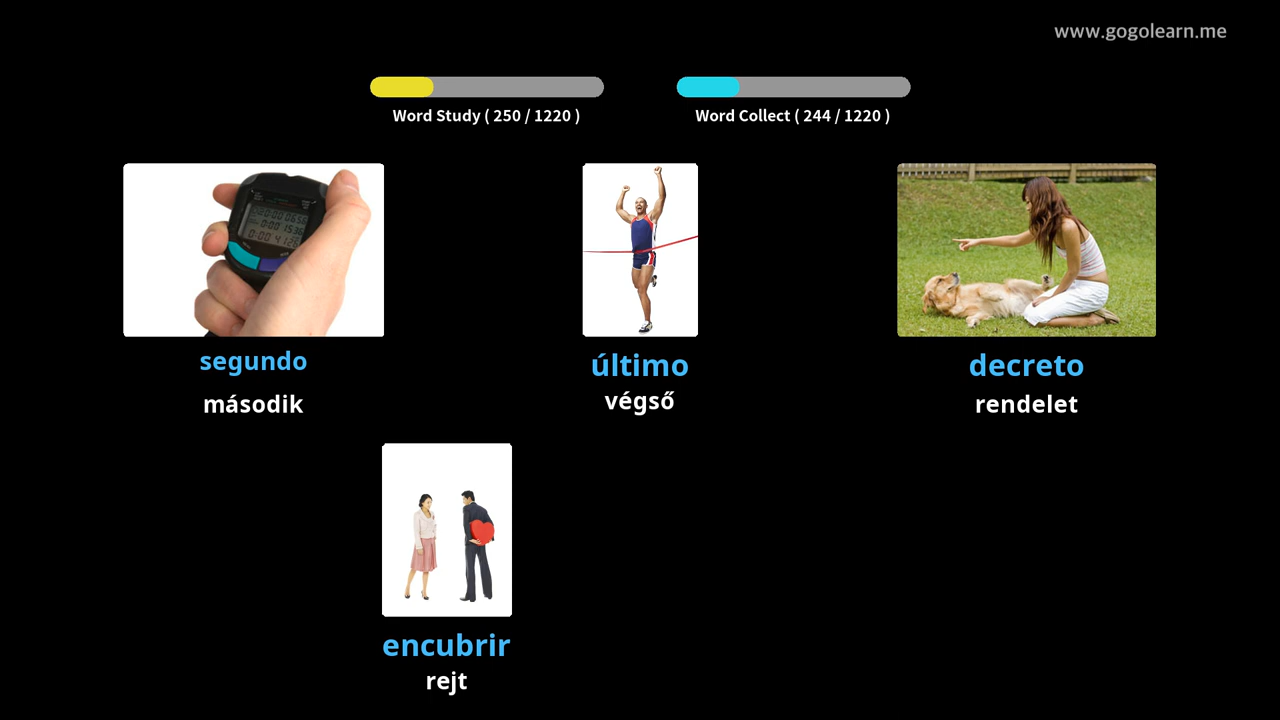 www.gogolearn.me
Word Study ( 250 / 1220 )
Word Collect ( 244 / 1220 )
segundo
második
último
végső
decreto
rendelet
encubrir
rejt